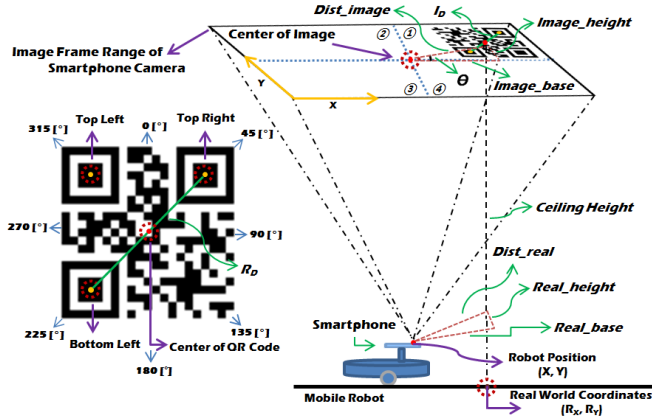 Dist_image
I_D
Image_height
Center of Image
② ①
Image Frame Range of
Smartphone Camera
Y
Θ
Image_base
③ ④
X
Top Left
0 [°]
Top Right
315 [°]
45 [°]
270 [°]
90 [°]
R_D
225 [°]
135 [°]
Bottom Left
Center of QR Code
180 [°]
Ceiling Height
Dist_real
Real_height
Smartphone
Real_base
Robot Position
(X, Y)
Mobile Robot
Real World Coordinates
(R_X, R_Y)